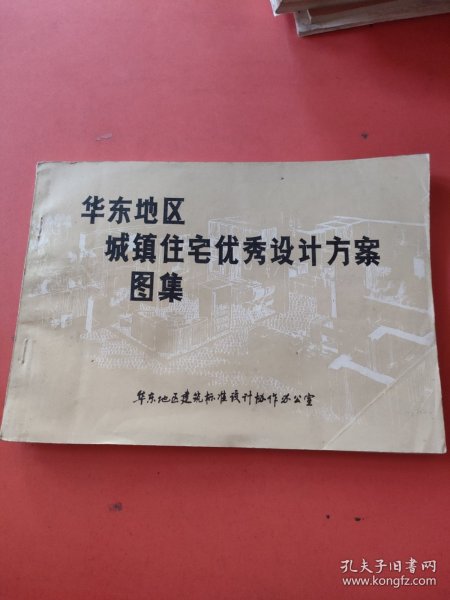 华东地区
城镇住宅优秀设计方案
图集
华东地区建筑标准设计协作办公室
孔夫子旧书网
www.kongfz.com